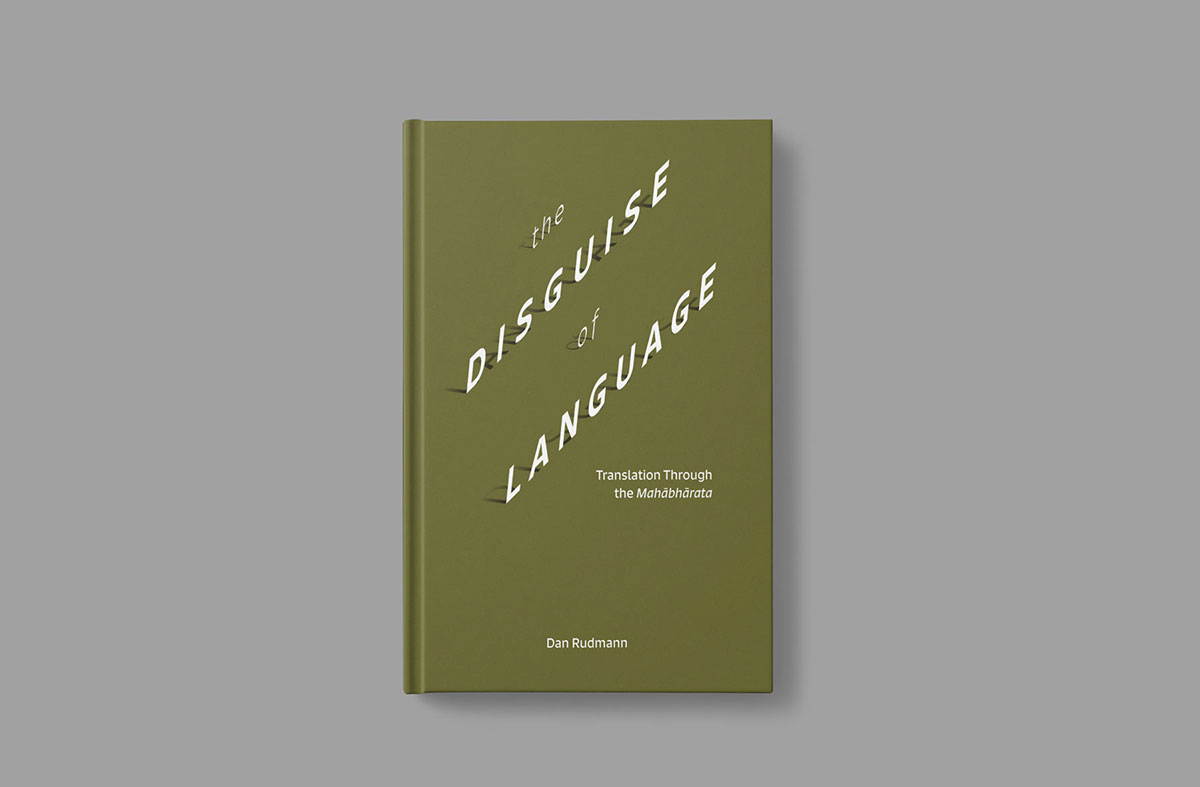 the
DISGUISE
of
LANGUAGE
Translation Through
the Mahābhārata
Dan Rudmann